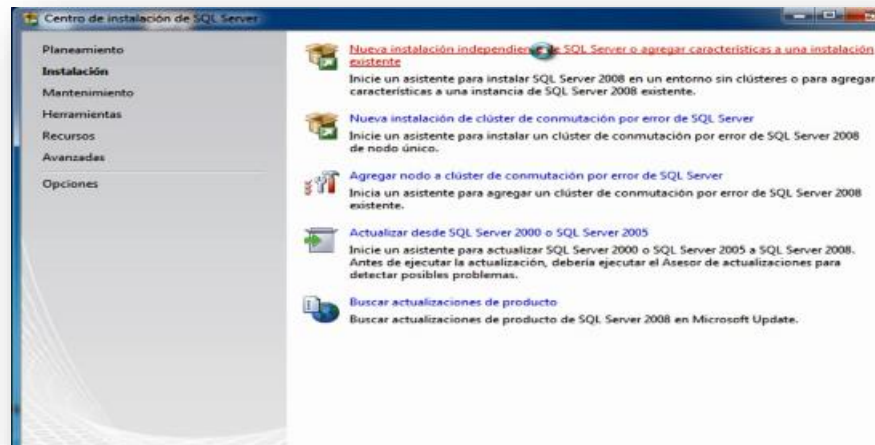 Centro de instalación de SQL Server
Planeamiento
Instalación
Mantenimiento
Herramientas
Recursos
Avanzadas
Opciones
Nueva instalación independien de SQL Server o agregar características a una instalación
existente
Inicie un asistente para instalar SQL Server 2008 en un entorno sin clústeres o para agregar
características a una instancia de SQL Server 2008 existente.
Nueva instalación de clúster de conmutación por error de SQL Server
Inicie un asistente para instalar un clúster de conmutación por error de SQL Server 2008
de nodo único.
Agregar nodo a clúster de conmutación por error de SQL Server
Inicia un asistente para agregar un clúster de conmutación por error de SQL Server 2008
existente.
Actualizar desde SQL Server 2000 o SQL Server 2005
Inicie un asistente para actualizar SQL Server 2000 o SQL Server 2005 a SQL Server 2008.
Antes de ejecutar la actualización, debería ejecutar el Asesor de actualizaciones para
detectar posibles problemas.
Buscar actualizaciones de producto
Buscar actualizaciones de producto de SQL Server 2008 en Microsoft Update.